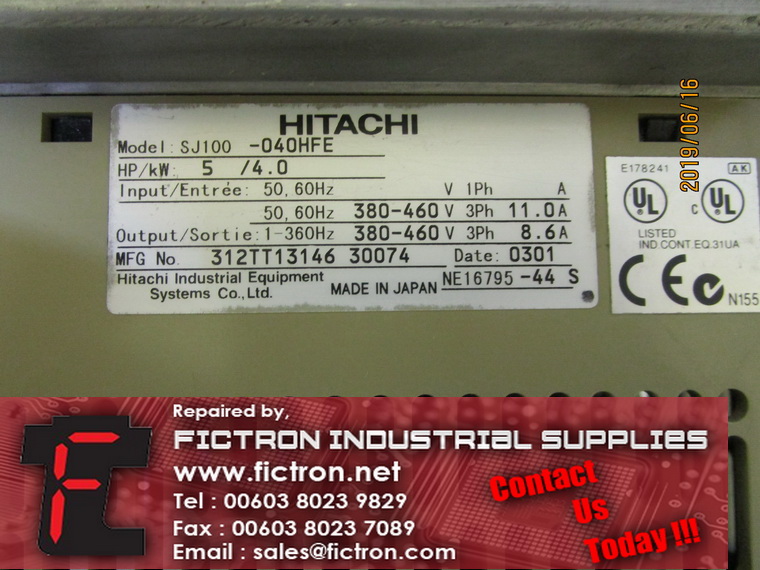 HITACHI
Model: SJ100 -040HFE
HP/kW: 5 /4.0
Input/Entrée: 50, 60Hz V 1Ph A
50, 60Hz 380-460 V 3Ph 11.0 A
Output/Sortie: 1-360Hz 380-460 V 3Ph 8.6 A
MFG No. 312TT13146 30074 Date: 0301
Hitachi Industrial Equipment
Systems Co., Ltd.
MADE IN JAPAN
NE16795 -44 S
2019/06/16
E178241
AK
UL
c UL
LISTED
IND.CONT.EQ.31UA
CE
N155
Repaired by,
FICTRON INDUSTRIAL SUPPLIES
www.fictron.net
Tel : 00603 8023 9829
Fax : 00603 8023 7089
Email : sales@fictron.com
Contact
Us
Today !!!